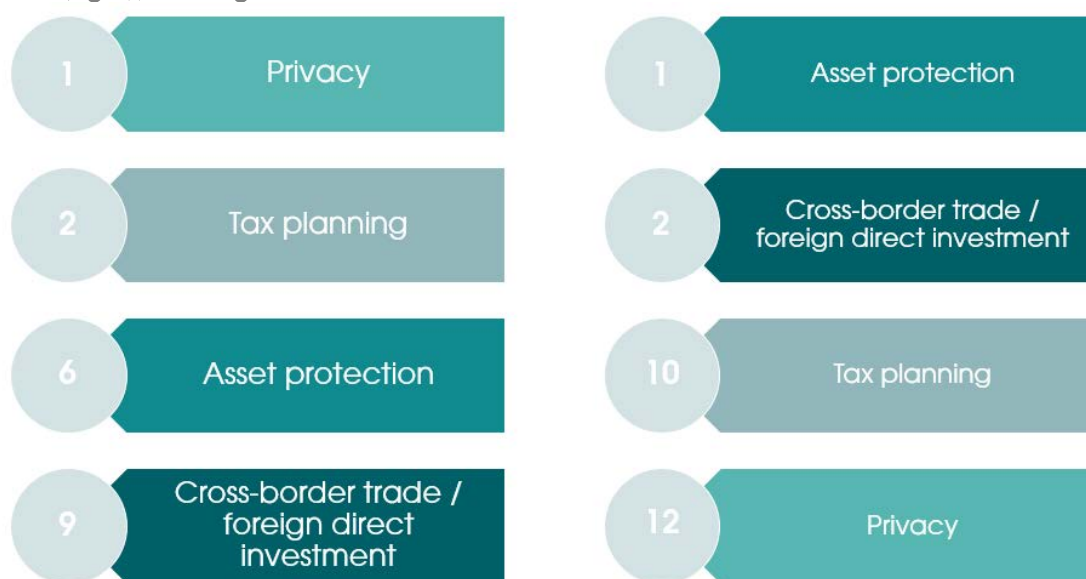 1
Privacy
2
Tax planning
6
Asset protection
9
Cross-border trade /
foreign direct
investment
1
Asset protection
2
Cross-border trade /
foreign direct investment
10
Tax planning
12
Privacy